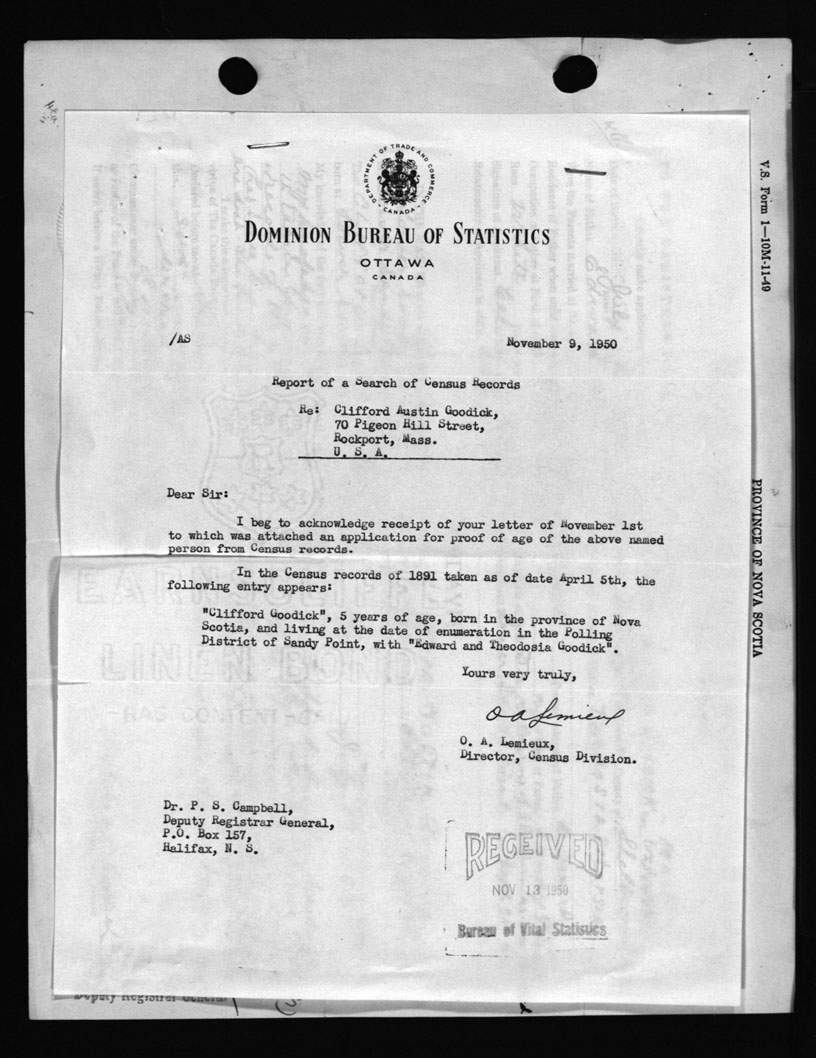 DEPARTMENT OF TRADE AND COMMERCE
CANADA
DOMINION BUREAU OF STATISTICS
OTTAWA
CANADA
/AS
November 9, 1950
Report of a Search of Census Records
Re: Clifford Austin Goodick,
70 Pigeon Hill Street,
Rockport, Mass.
U. S. A.
Dear Sir:
I beg to acknowledge receipt of your letter of November 1st
to which was attached an application for proof of age of the above named
person from Census records.
In the Census records of 1891 taken as of date April 5th, the
following entry appears:
"Clifford Goodick", 5 years of age, born in the province of Nova
Scotia, and living at the date of enumeration in the Polling
District of Sandy Point, with "Edward and Theodosia Goodick".
Yours very truly,
O A Lemieux
O. A. Lemieux,
Director, Census Division.
Dr. P. S. Campbell,
Deputy Registrar General,
P.O. Box 157,
Halifax, N. S.
RECEIVED
NOV 13 1950
Bureau of Vital Statistics
Deputy Registrar General
V.S. Form 1—10M-11-49
PROVINCE OF NOVA SCOTIA
LINEN BOND
RAG CONTENT